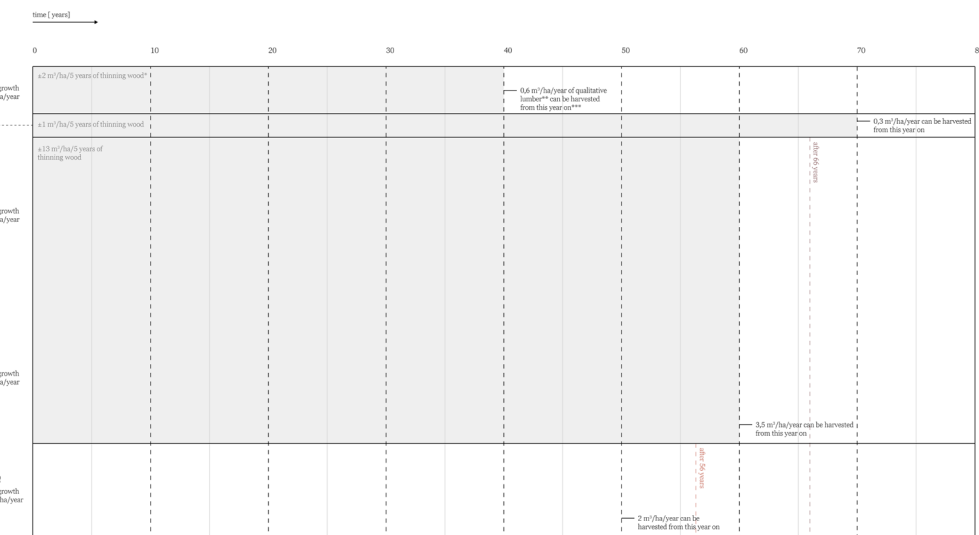 time [ years]
0 10 20 30 40 50 60 70 8
±2 m³/ha/5 years of thinning wood*
growth
a/year
0,6 m³/ha/year of qualitative
lumber** can be harvested
from this year on***
±1 m³/ha/5 years of thinning wood
0,3 m³/ha/year can be harvested
from this year on
±13 m³/ha/5 years of
thinning wood
after 66 years
growth
a/year
growth
a/year
3,5 m³/ha/year can be harvested
from this year on
after 56 years
growth
ha/year
2 m³/ha/year can be
harvested from this year on